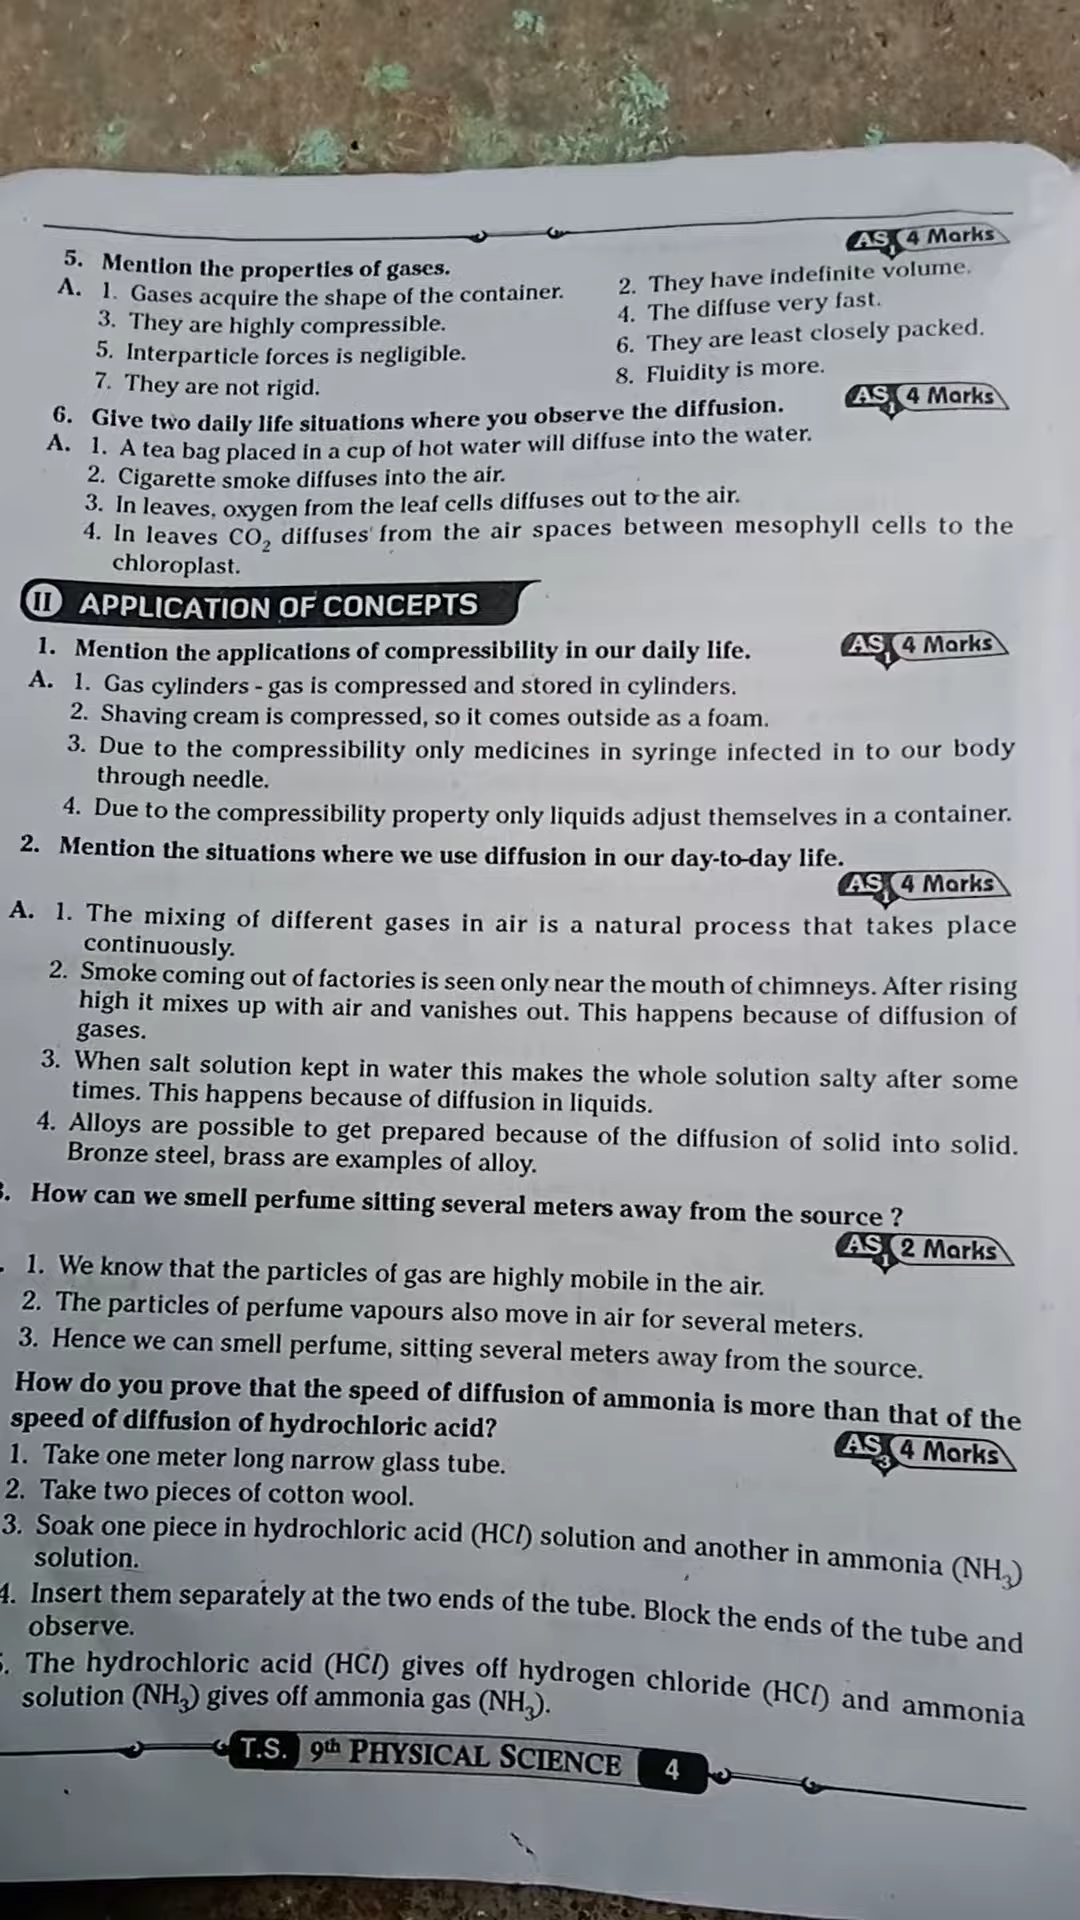 AS1 4 Marks
5. Mention the properties of gases.
A. 1. Gases acquire the shape of the container. 2. They have indefinite volume.
3. They are highly compressible. 4. The diffuse very fast.
5. Interparticle forces is negligible. 6. They are least closely packed.
7. They are not rigid. 8. Fluidity is more.
6. Give two daily life situations where you observe the diffusion. AS1 4 Marks
A. 1. A tea bag placed in a cup of hot water will diffuse into the water.
2. Cigarette smoke diffuses into the air.
3. In leaves, oxygen from the leaf cells diffuses out to the air.
4. In leaves CO2 diffuses from the air spaces between mesophyll cells to the
chloroplast.
II APPLICATION OF CONCEPTS
1. Mention the applications of compressibility in our daily life. AS1 4 Marks
A. 1. Gas cylinders - gas is compressed and stored in cylinders.
2. Shaving cream is compressed, so it comes outside as a foam.
3. Due to the compressibility only medicines in syringe infected in to our body
through needle.
4. Due to the compressibility property only liquids adjust themselves in a container.
2. Mention the situations where we use diffusion in our day-to-day life.
AS1 4 Marks
A. 1. The mixing of different gases in air is a natural process that takes place
continuously.
2. Smoke coming out of factories is seen only near the mouth of chimneys. After rising
high it mixes up with air and vanishes out. This happens because of diffusion of
gases.
3. When salt solution kept in water this makes the whole solution salty after some
times. This happens because of diffusion in liquids.
4. Alloys are possible to get prepared because of the diffusion of solid into solid.
Bronze steel, brass are examples of alloy.
3. How can we smell perfume sitting several meters away from the source ?
AS1 2 Marks
1. We know that the particles of gas are highly mobile in the air.
2. The particles of perfume vapours also move in air for several meters.
3. Hence we can smell perfume, sitting several meters away from the source.
How do you prove that the speed of diffusion of ammonia is more than that of the
speed of diffusion of hydrochloric acid? AS3 4 Marks
1. Take one meter long narrow glass tube.
2. Take two pieces of cotton wool.
3. Soak one piece in hydrochloric acid (HCl) solution and another in ammonia (NH3)
solution.
4. Insert them separately at the two ends of the tube. Block the ends of the tube and
observe.
5. The hydrochloric acid (HCl) gives off hydrogen chloride (HCl) and ammonia
solution (NH3) gives off ammonia gas (NH3).
T.S. 9th PHYSICAL SCIENCE 4